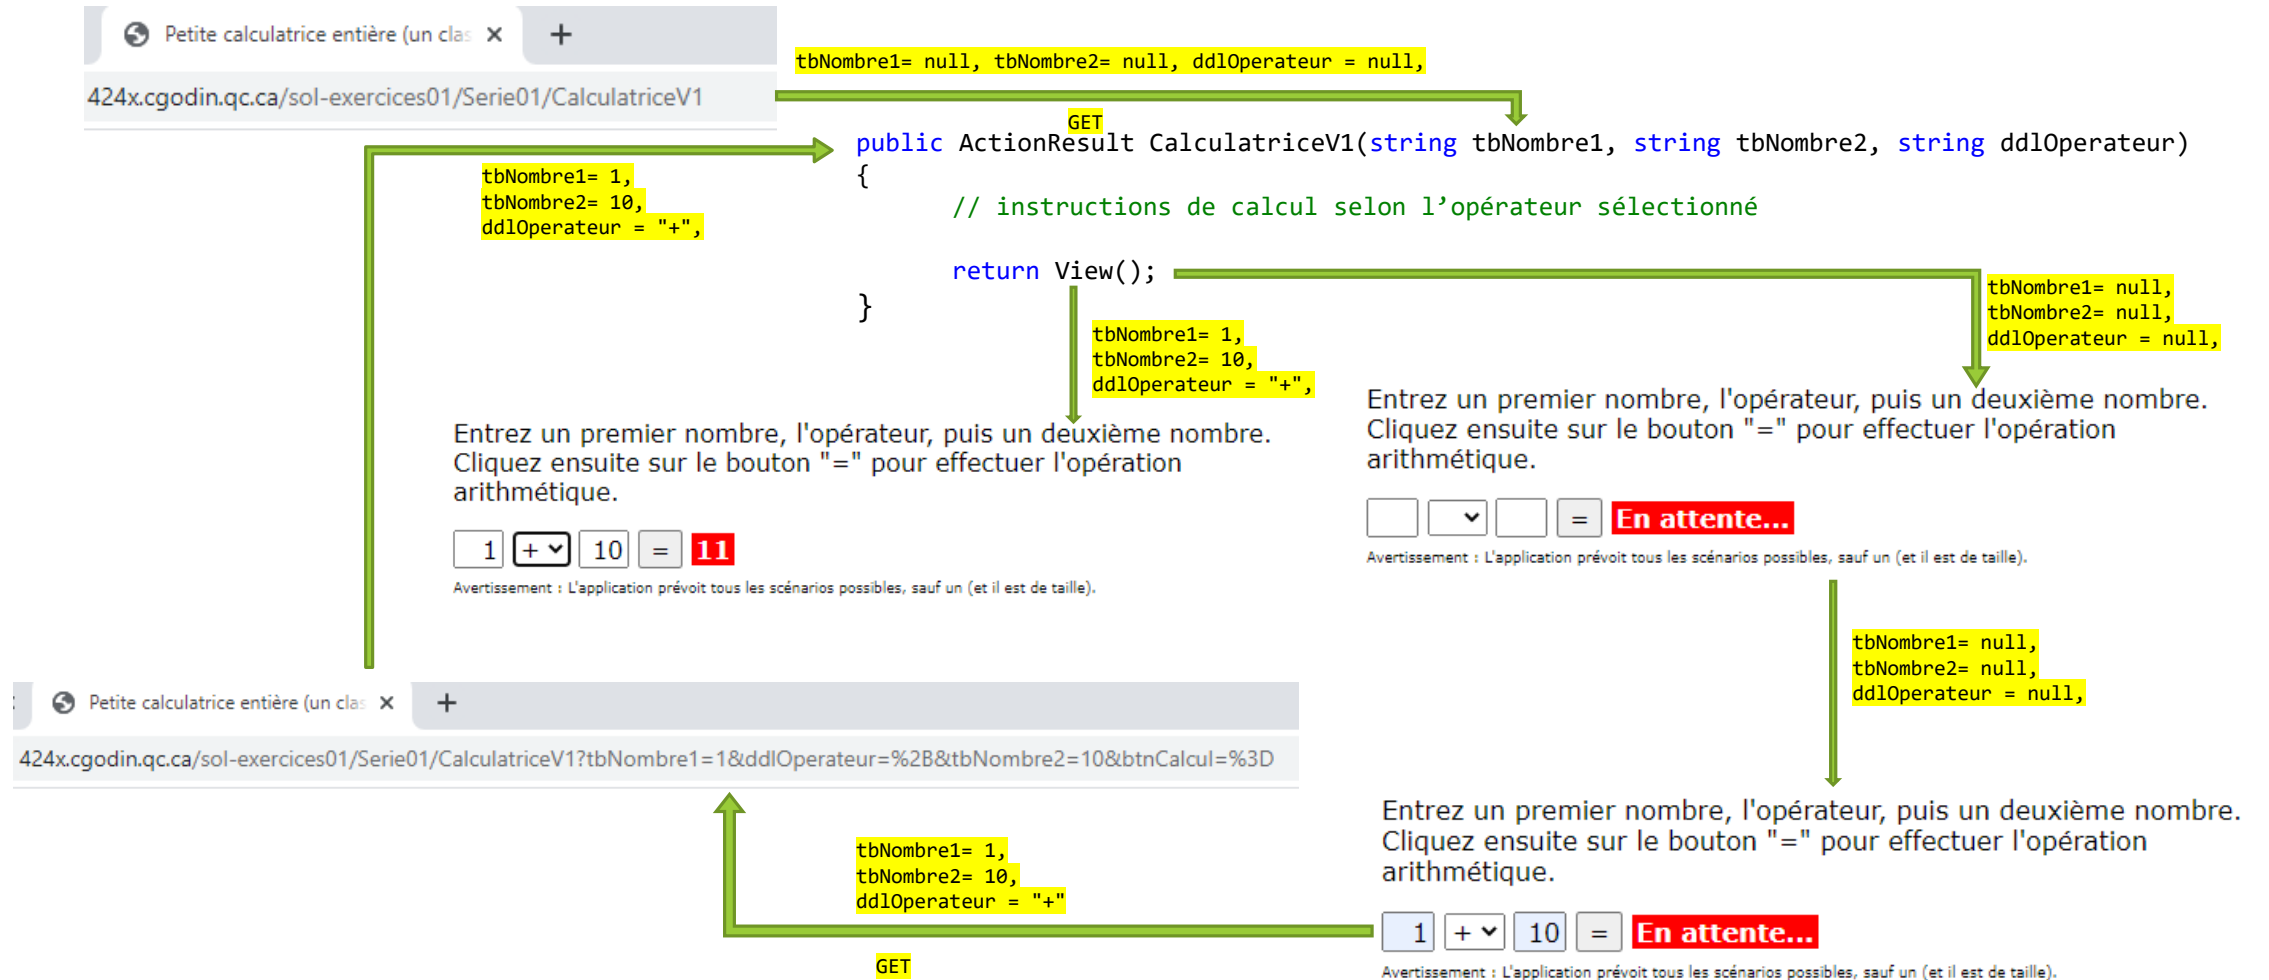 Petite calculatrice entière (un clas
424x.cgodin.qc.ca/sol-exercices01/Serie01/CalculatriceV1
tbNombre1= null, tbNombre2= null, ddlOperateur = null,
GET
public ActionResult CalculatriceV1(string tbNombre1, string tbNombre2, string ddlOperateur)
{
// instructions de calcul selon l’opérateur sélectionné
return View();
}
tbNombre1= 1,
tbNombre2= 10,
ddlOperateur = "+",
tbNombre1= 1,
tbNombre2= 10,
ddlOperateur = "+",
tbNombre1= null,
tbNombre2= null,
ddlOperateur = null,
Entrez un premier nombre, l'opérateur, puis un deuxième nombre.
Cliquez ensuite sur le bouton "=" pour effectuer l'opération
arithmétique.
1 + 10 = 11
Avertissement : L'application prévoit tous les scénarios possibles, sauf un (et il est de taille).
Entrez un premier nombre, l'opérateur, puis un deuxième nombre.
Cliquez ensuite sur le bouton "=" pour effectuer l'opération
arithmétique.
= En attente...
Avertissement : L'application prévoit tous les scénarios possibles, sauf un (et il est de taille).
tbNombre1= null,
tbNombre2= null,
ddlOperateur = null,
Petite calculatrice entière (un clas
424x.cgodin.qc.ca/sol-exercices01/Serie01/CalculatriceV1?tbNombre1=1&ddlOperateur=%2B&tbNombre2=10&btnCalcul=%3D
tbNombre1= 1,
tbNombre2= 10,
ddlOperateur = "+"
GET
Entrez un premier nombre, l'opérateur, puis un deuxième nombre.
Cliquez ensuite sur le bouton "=" pour effectuer l'opération
arithmétique.
1 + 10 = En attente...
Avertissement : L'application prévoit tous les scénarios possibles, sauf un (et il est de taille).